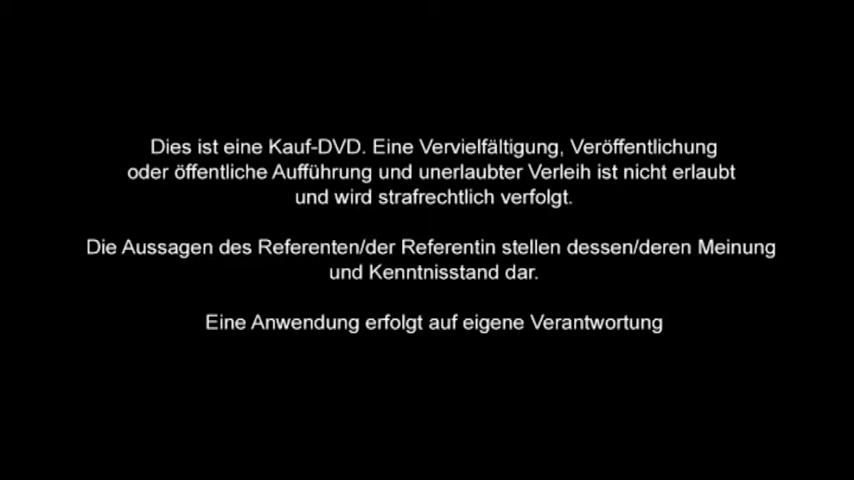 Dies ist eine Kauf-DVD. Eine Vervielfältigung, Veröffentlichung
oder öffentliche Aufführung und unerlaubter Verleih ist nicht erlaubt
und wird strafrechtlich verfolgt.
Die Aussagen des Referenten/der Referentin stellen dessen/deren Meinung
und Kenntnisstand dar.
Eine Anwendung erfolgt auf eigene Verantwortung